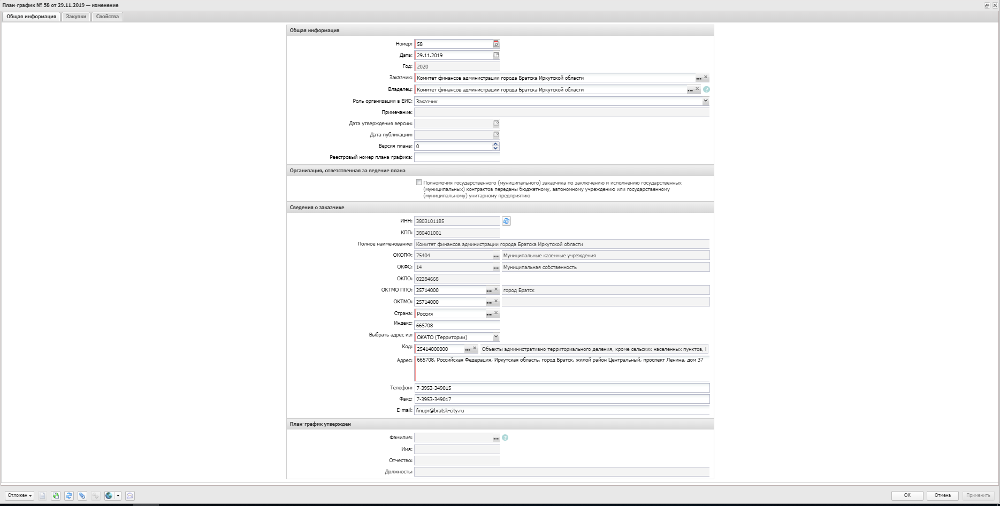 План-график № 58 от 29.11.2019 — изменение
Общая информация
Закупки
Свойства
Общая информация
Номер: 58
Дата: 29.11.2019
Год: 2020
Заказчик: Комитет финансов администрации города Братска Иркутской области
Владелец: Комитет финансов администрации города Братска Иркутской области
Роль организации в ЕИС: Заказчик
Примечание:
Дата утверждения версии:
Дата публикации:
Версия плана: 0
Реестровый номер плана-графика:
Организация, ответственная за ведение плана
Полномочия государственного (муниципального) заказчика по заключению и исполнению государственных
(муниципальных) контрактов переданы бюджетному, автономному учреждению или государственному
(муниципальному) унитарному предприятию
Сведения о заказчике
ИНН: 3803101185
КПП: 380401001
Полное наименование: Комитет финансов администрации города Братска Иркутской области
ОКОПФ: 75404 ... Муниципальные казенные учреждения
ОКФС: 14 ... Муниципальная собственность
ОКПО: 02284668
ОКТМО ППО: 25714000 ... город Братск
ОКТМО: 25714000 ...
Страна: Россия ...
Индекс: 665708
Выбрать адрес из: ОКАТО (Территории)
Код: 25414000000 ... Объекты административно-территориального деления, кроме сельских населенных пунктов,
Адрес: 665708, Российская Федерация, Иркутская область, город Братск, жилой район Центральный, проспект Ленина, дом 37
Телефон: 7-3953-349015
Факс: 7-3953-349017
E-mail: finupr@bratsk-city.ru
План-график утвержден
Фамилия: ... ?
Имя:
Отчество:
Должность:
Отложен
ОК
Отмена
Применить